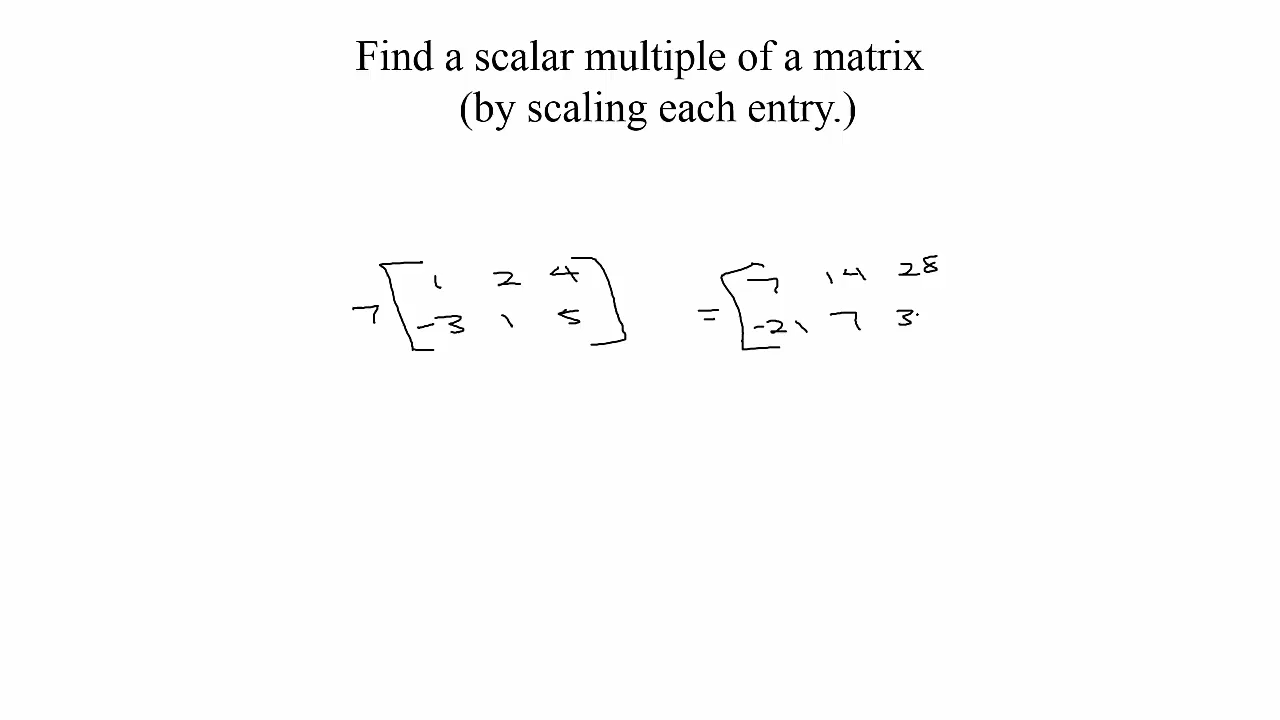 Find a scalar multiple of a matrix
(by scaling each entry.)
7 [ 1 2 4 ] = [ 7 14 28
-3 1 5 -21 7 3